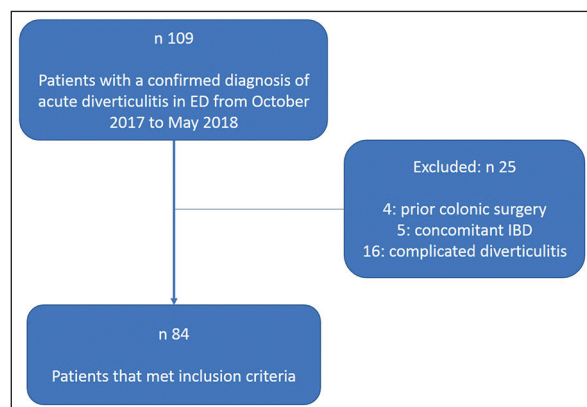 n 109
Patients with a confirmed diagnosis of
acute diverticulitis in ED from October
2017 to May 2018
Excluded: n 25
4: prior colonic surgery
5: concomitant IBD
16: complicated diverticulitis
n 84
Patients that met inclusion criteria